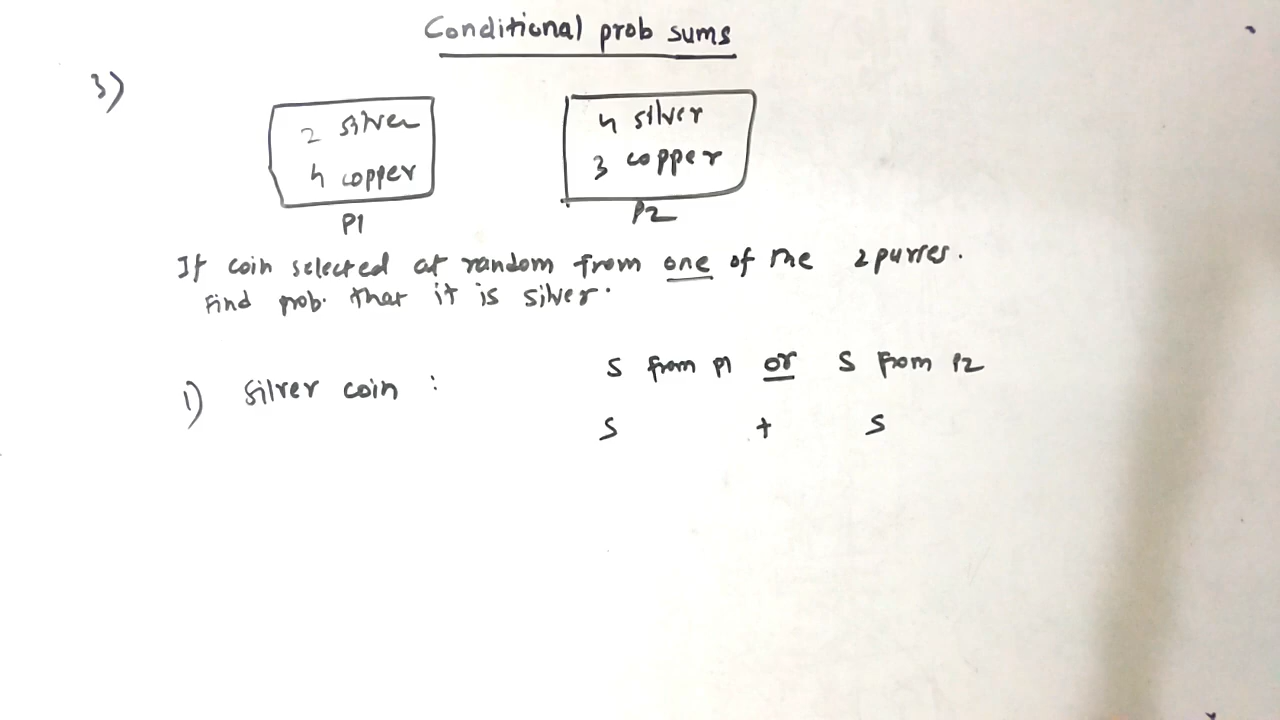 Conditional prob sums
3)
2 silver
4 copper
P1
4 silver
3 copper
P2
If coin selected at random from one of the 2 purses.
Find prob. that it is silver.
1) Silver coin :
S from P1 or S from P2
S + S